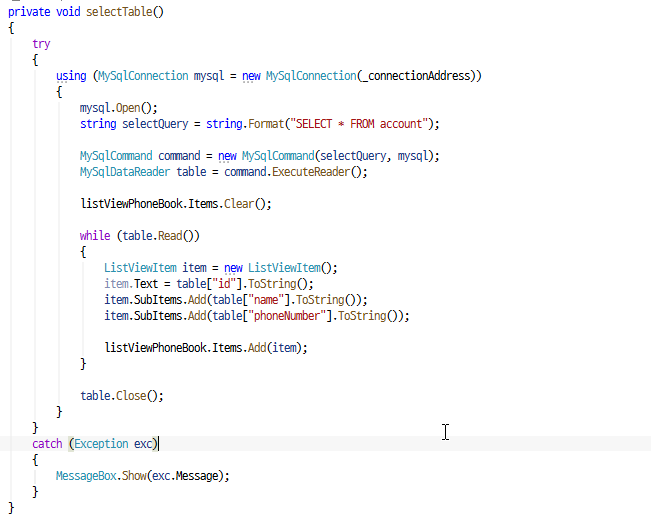 private void selectTable()
{
    try
    {
        using (MySqlConnection mysql = new MySqlConnection(_connectionAddress))
        {
            mysql.Open();
            string selectQuery = string.Format("SELECT * FROM account");

            MySqlCommand command = new MySqlCommand(selectQuery, mysql);
            MySqlDataReader table = command.ExecuteReader();

            listViewPhoneBook.Items.Clear();

            while (table.Read())
            {
                ListViewItem item = new ListViewItem();
                item.Text = table["id"].ToString();
                item.SubItems.Add(table["name"].ToString());
                item.SubItems.Add(table["phoneNumber"].ToString());

                listViewPhoneBook.Items.Add(item);
            }

            table.Close();
        }
    }
    catch (Exception exc)
    {
        MessageBox.Show(exc.Message);
    }
}